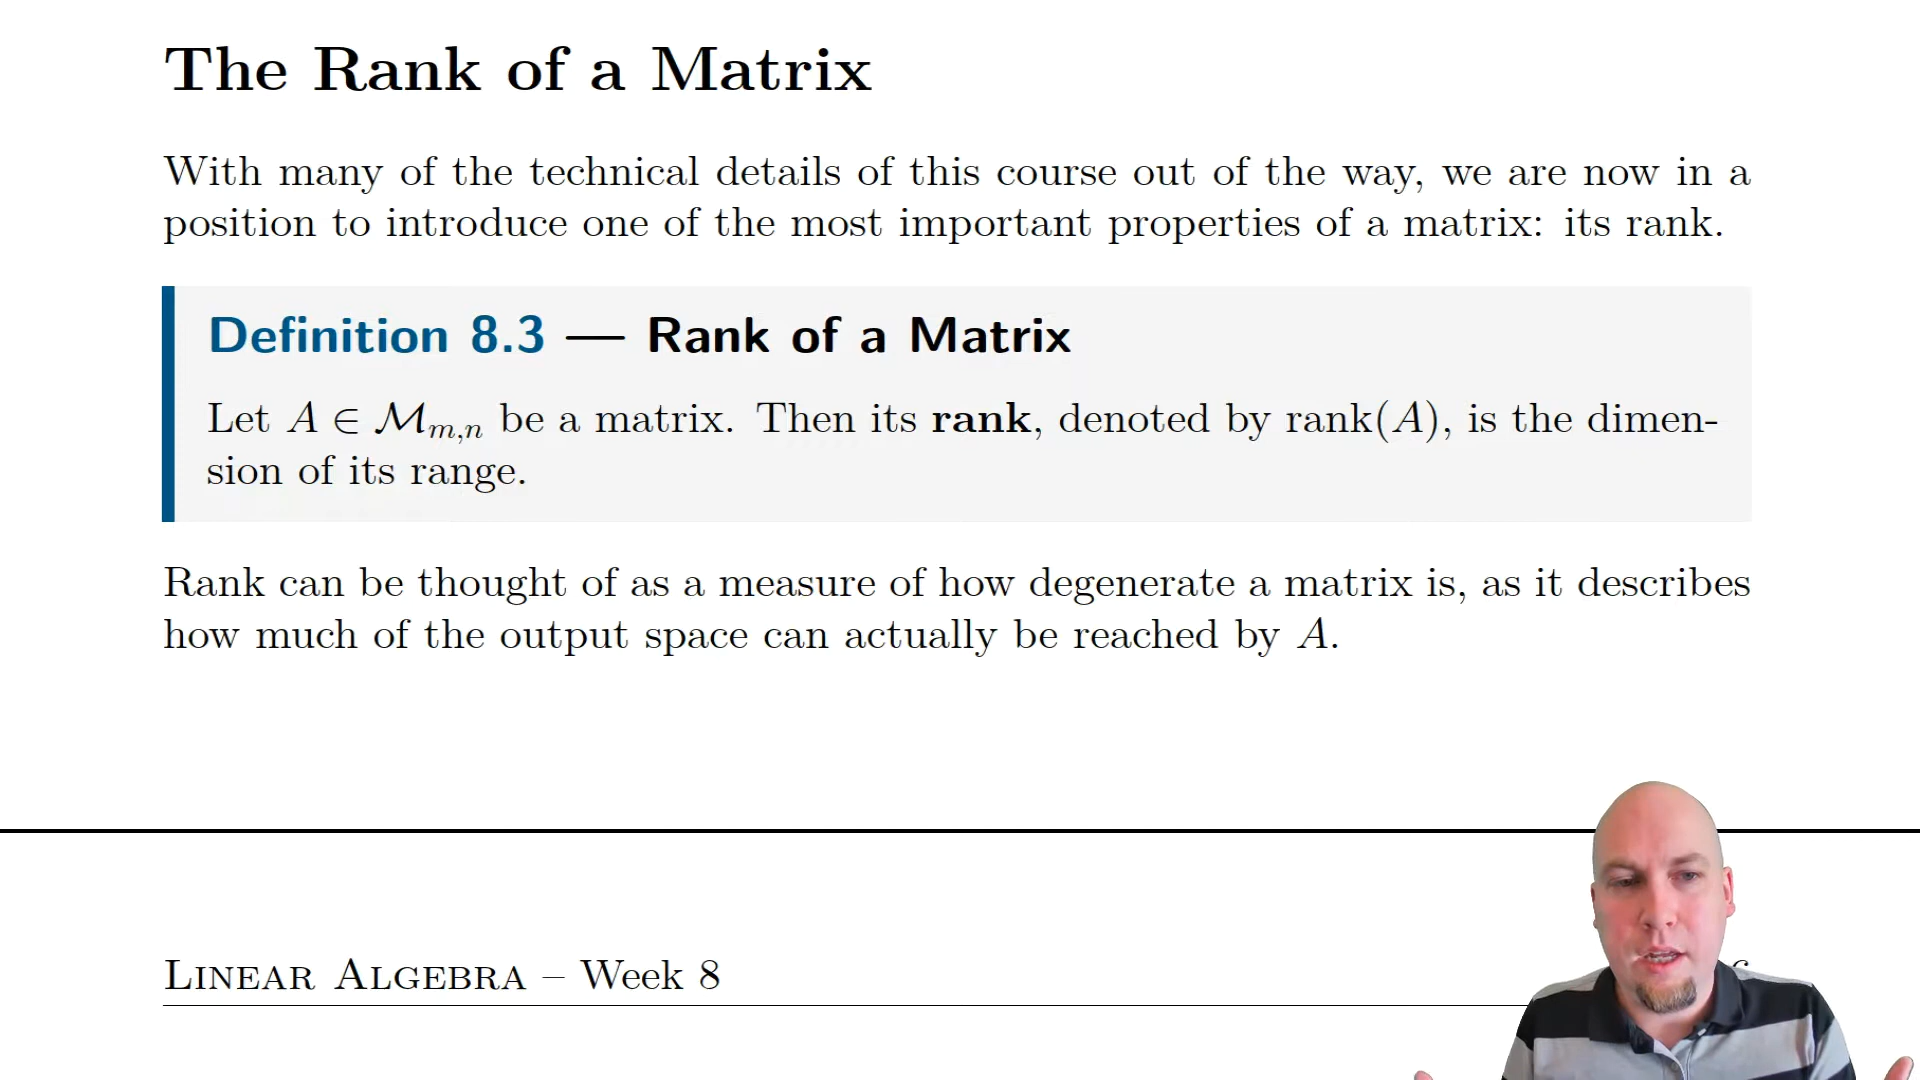 The Rank of a Matrix
With many of the technical details of this course out of the way, we are now in a
position to introduce one of the most important properties of a matrix: its rank.
Definition 8.3 — Rank of a Matrix
Let A ∈ ℳₘ,ₙ be a matrix. Then its rank, denoted by rank(A), is the dimen-
sion of its range.
Rank can be thought of as a measure of how degenerate a matrix is, as it describes
how much of the output space can actually be reached by A.
LINEAR ALGEBRA – Week 8